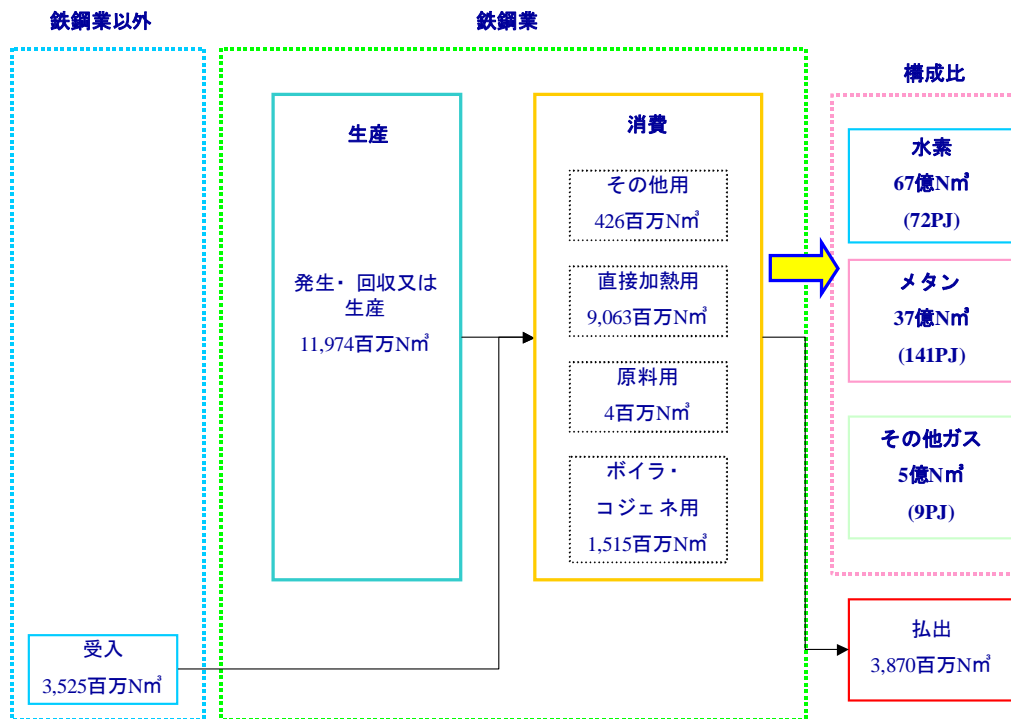 鉄鋼業以外
鉄鋼業
構成比
生産
発生・回収又は
生産
11,974百万N㎥
消費
その他用
426百万N㎥
直接加熱用
9,063百万N㎥
原料用
4百万N㎥
ボイラ・
コジェネ用
1,515百万N㎥
水素
67億N㎥
(72PJ)
メタン
37億N㎥
(141PJ)
その他ガス
5億N㎥
(9PJ)
受入
3,525百万N㎥
払出
3,870百万N㎥